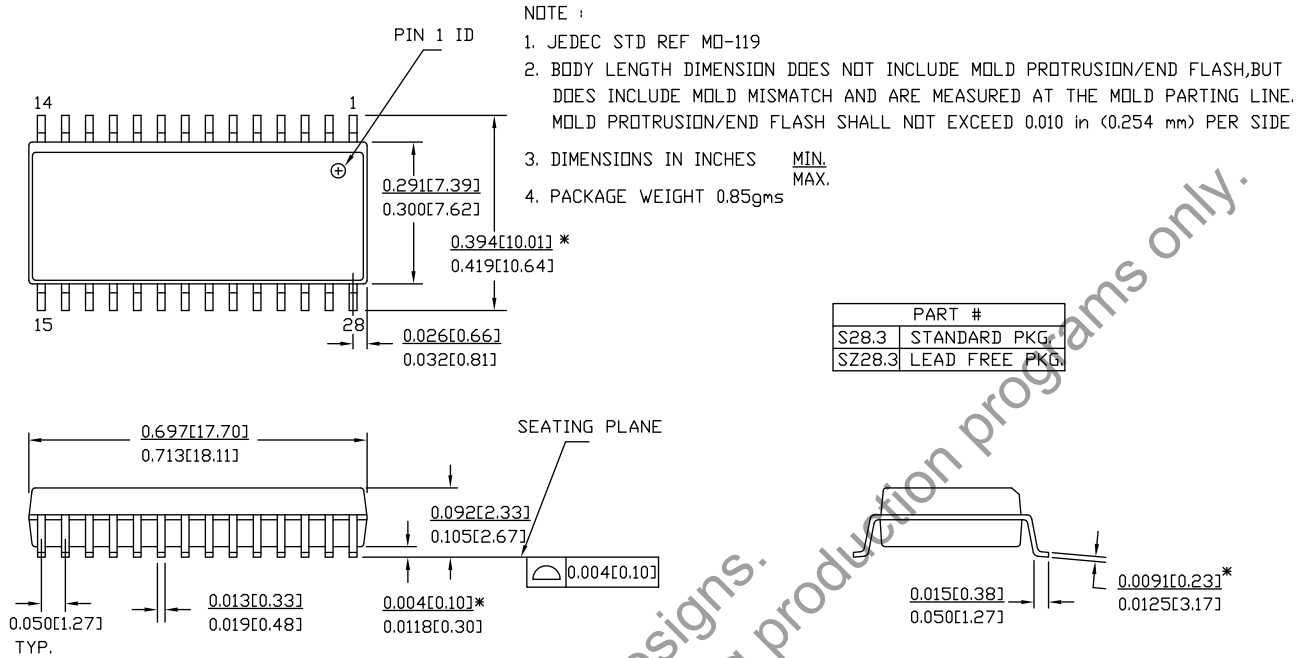 NOTE :
1. JEDEC STD REF MO-119
2. BODY LENGTH DIMENSION DOES NOT INCLUDE MOLD PROTRUSION/END FLASH,BUT
DOES INCLUDE MOLD MISMATCH AND ARE MEASURED AT THE MOLD PARTING LINE.
MOLD PROTRUSION/END FLASH SHALL NOT EXCEED 0.010 in (0.254 mm) PER SIDE
3. DIMENSIONS IN INCHES MIN.
MAX.
4. PACKAGE WEIGHT 0.85gms
PIN 1 ID
14 1
0.291[7.39]
0.300[7.62]
0.394[10.01] *
0.419[10.64]
15 28
0.026[0.66]
0.032[0.81]
PART #
S28.3 STANDARD PKG.
SZ28.3 LEAD FREE PKG.
0.697[17.70]
0.713[18.11]
SEATING PLANE
0.092[2.33]
0.105[2.67]
0.004[0.10]
0.050[1.27]
TYP.
0.013[0.33]
0.019[0.48]
0.004[0.10]*
0.0118[0.30]
0.015[0.38]
0.050[1.27]
0.0091[0.23]*
0.0125[3.17]
designs.
production programs only.